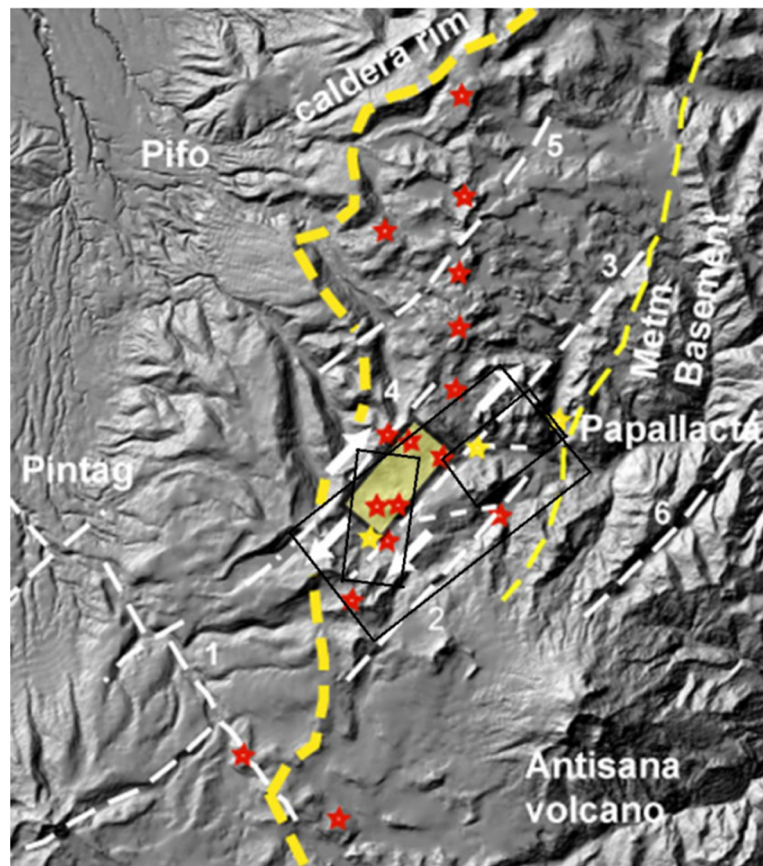 caldera rim
Pifo
5
3
Metm
Basement
4
Papallacta
Pintag
6
2
1
Antisana
volcano